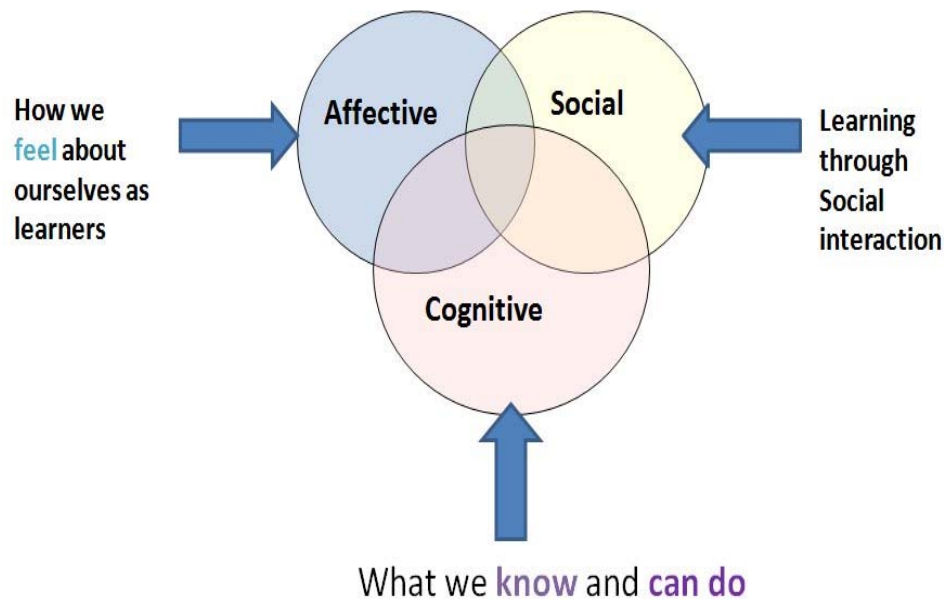 Affective
Social
How we
feel about
ourselves as
learners
Learning
through
Social
interaction
Cognitive
What we know and can do